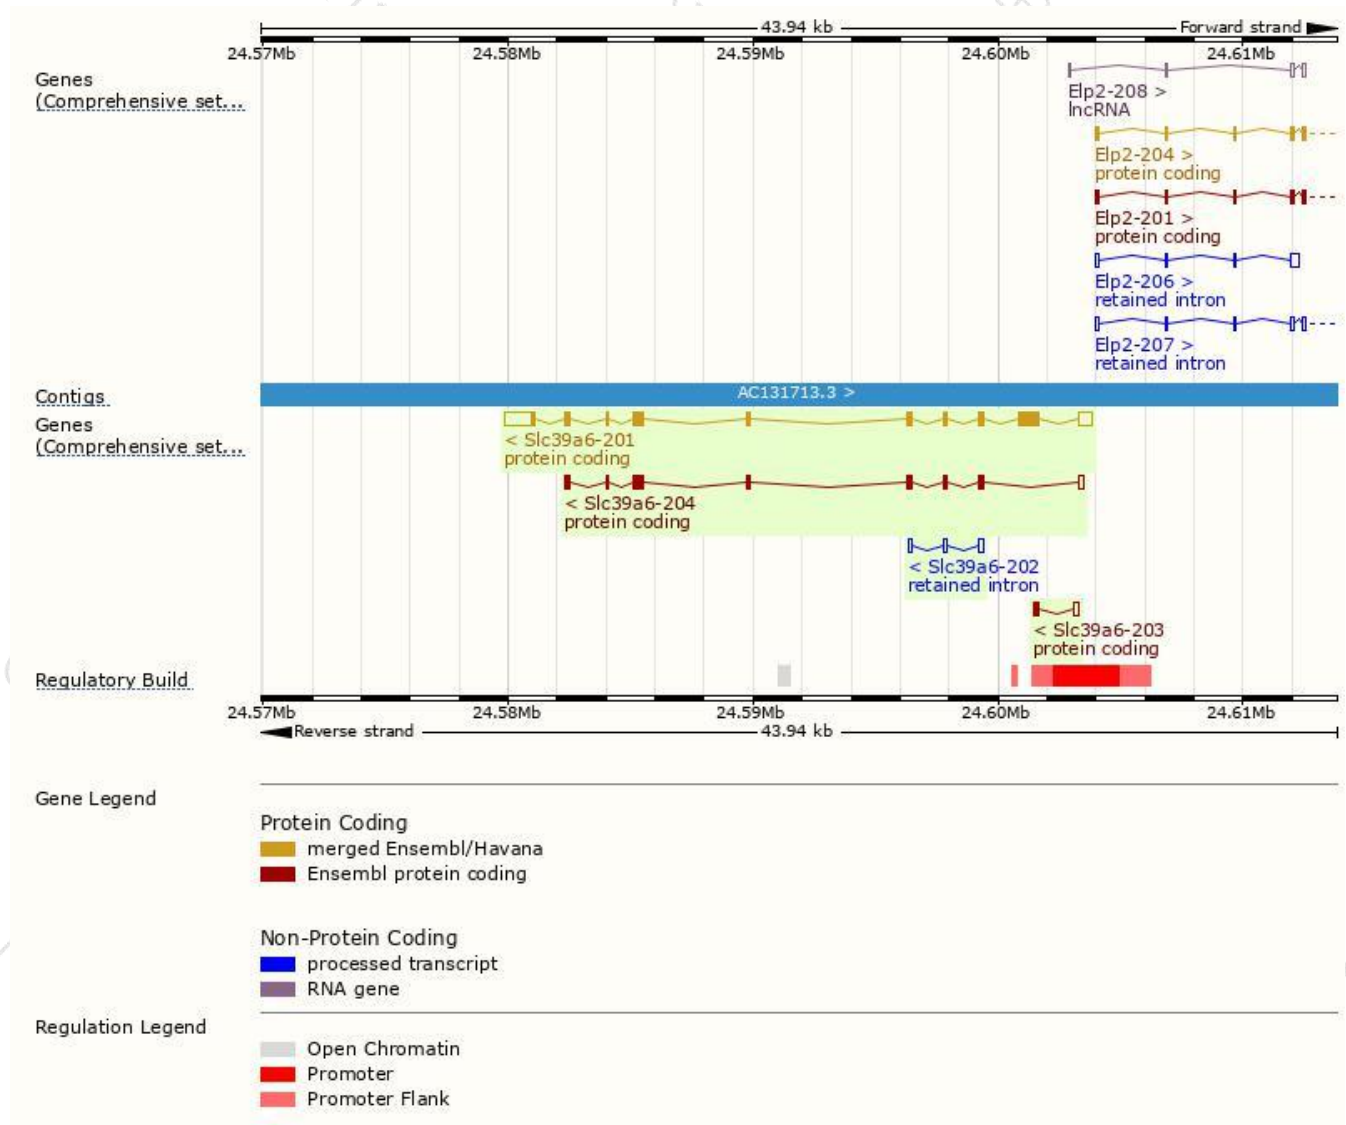 43.94 kb Forward strand
24.57Mb 24.58Mb 24.59Mb 24.60Mb 24.61Mb
Genes
(Comprehensive set...
Elp2-208 >
lncRNA
Elp2-204 >
protein coding
Elp2-201 >
protein coding
Elp2-206 >
retained intron
Elp2-207 >
retained intron
Contigs
AC131713.3 >
Genes
(Comprehensive set...
< Slc39a6-201
protein coding
< Slc39a6-204
protein coding
< Slc39a6-202
retained intron
< Slc39a6-203
protein coding
Regulatory Build
24.57Mb 24.58Mb 24.59Mb 24.60Mb 24.61Mb
Reverse strand 43.94 kb
Gene Legend
Protein Coding
merged Ensembl/Havana
Ensembl protein coding
Non-Protein Coding
processed transcript
RNA gene
Regulation Legend
Open Chromatin
Promoter
Promoter Flank